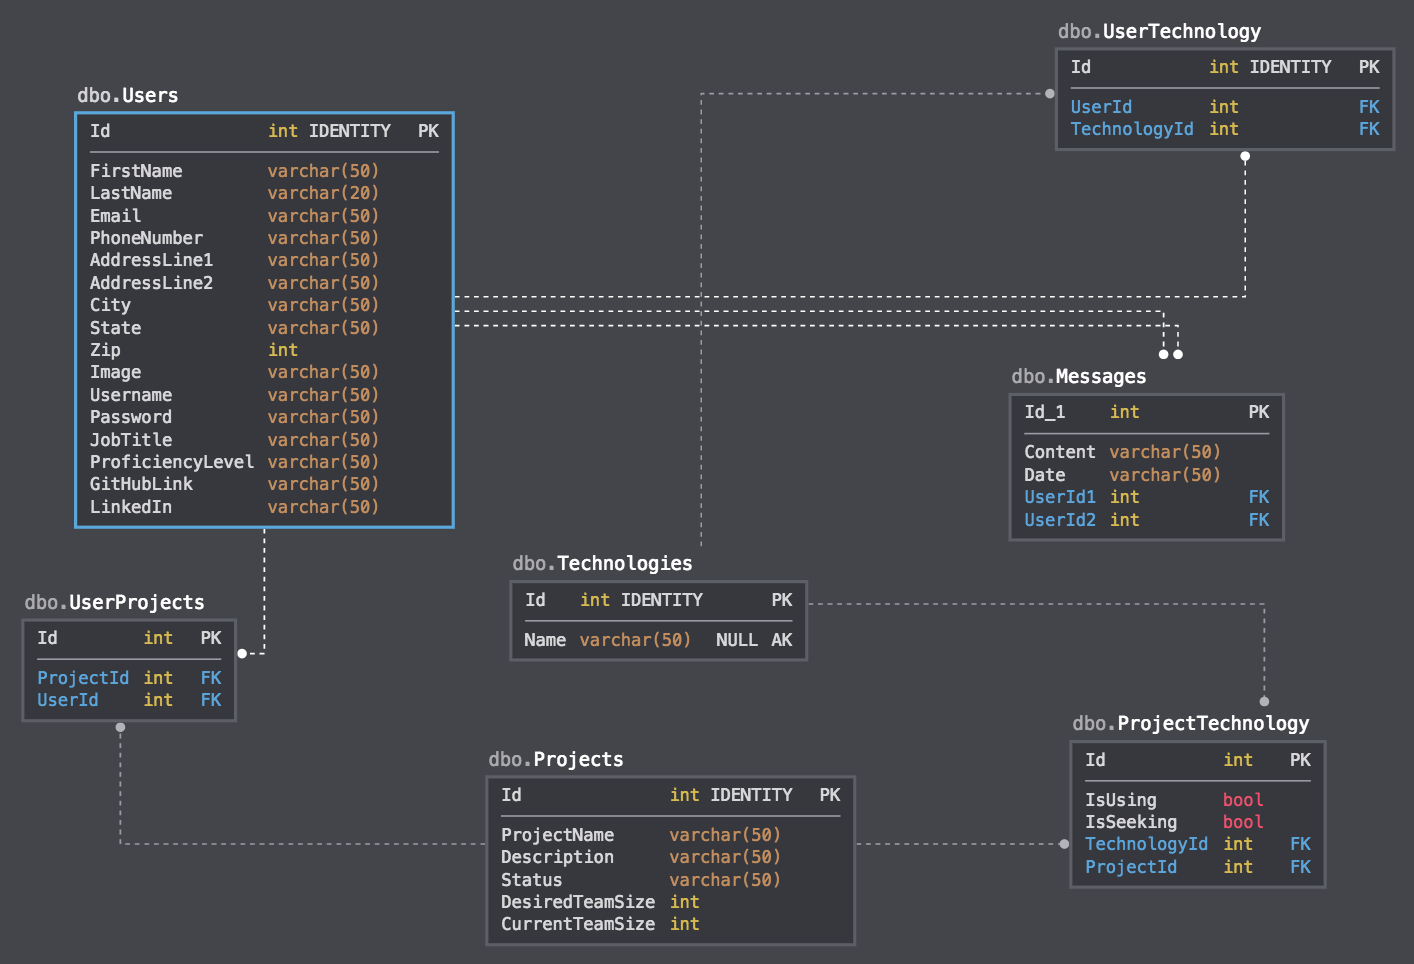 dbo.Users
Id int IDENTITY PK
FirstName varchar(50)
LastName varchar(20)
Email varchar(50)
PhoneNumber varchar(50)
AddressLine1 varchar(50)
AddressLine2 varchar(50)
City varchar(50)
State varchar(50)
Zip int
Image varchar(50)
Username varchar(50)
Password varchar(50)
JobTitle varchar(50)
ProficiencyLevel varchar(50)
GitHubLink varchar(50)
LinkedIn varchar(50)
dbo.UserTechnology
Id int IDENTITY PK
UserId int FK
TechnologyId int FK
dbo.Messages
Id_1 int PK
Content varchar(50)
Date varchar(50)
UserId1 int FK
UserId2 int FK
dbo.Technologies
Id int IDENTITY PK
Name varchar(50) NULL AK
dbo.UserProjects
Id int PK
ProjectId int FK
UserId int FK
dbo.Projects
Id int IDENTITY PK
ProjectName varchar(50)
Description varchar(50)
Status varchar(50)
DesiredTeamSize int
CurrentTeamSize int
dbo.ProjectTechnology
Id int PK
IsUsing bool
IsSeeking bool
TechnologyId int FK
ProjectId int FK